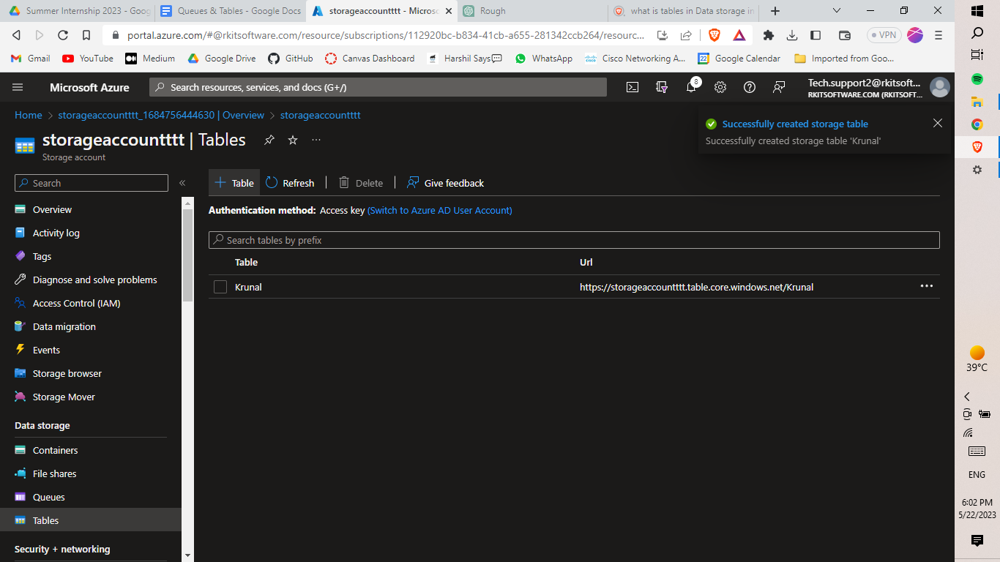 Summer Internship 2023 - Goog
Queues & Tables - Google Docs
storageaccountttt - Microso
Rough
what is tables in Data storage in
portal.azure.com/#@rkitsoftware.com/resource/subscriptions/112920bc-b834-41cb-a655-281342ccb264/resourc...
VPN
Gmail
YouTube
Medium
Google Drive
GitHub
Canvas Dashboard
Harshil Says💬
WhatsApp
Cisco Networking A...
22
Google Calendar
Imported from Goo...
Microsoft Azure
Search resources, services, and docs (G+/)
8
Tech.support2@rkitsoft...
RKITSOFTWARE.COM (RKITSOFT...
Home > storageaccountttt_1684756444630 | Overview > storageaccountttt
storageaccountttt | Tables
Storage account
Successfully created storage table
Successfully created storage table 'Krunal'
Search
Overview
Activity log
Tags
Diagnose and solve problems
Access Control (IAM)
Data migration
Events
Storage browser
Storage Mover
Data storage
Containers
File shares
Queues
Tables
Security + networking
Table
Refresh
Delete
Give feedback
Authentication method: Access key (Switch to Azure AD User Account)
Search tables by prefix
Table
Url
Krunal
https://storageaccountttt.table.core.windows.net/Krunal
39°C
ENG
6:02 PM
5/22/2023